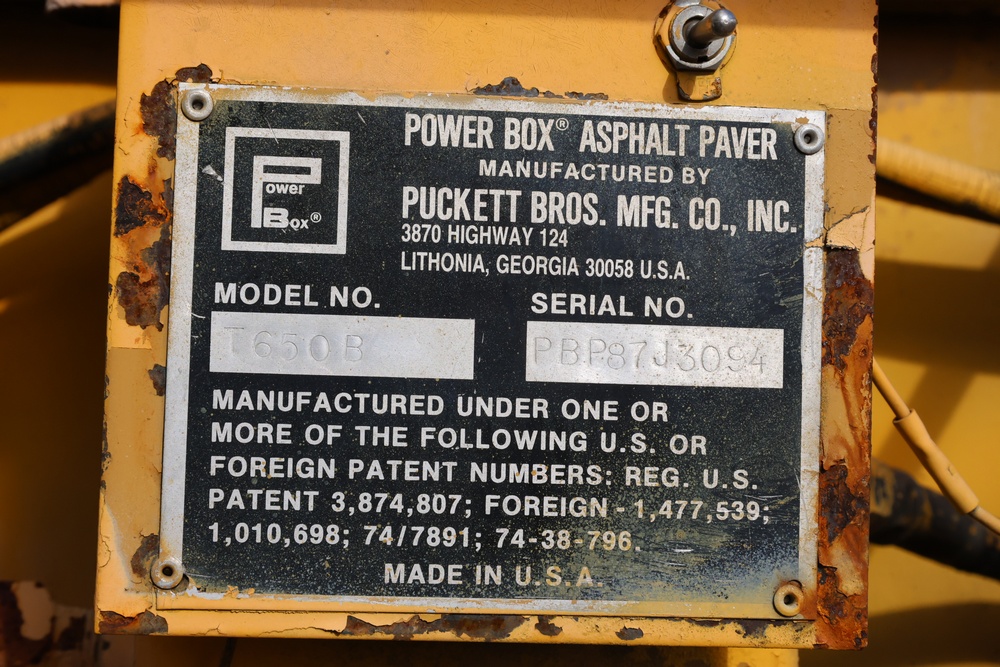 Power
Box®
POWER BOX® ASPHALT PAVER
MANUFACTURED BY
PUCKETT BROS. MFG. CO., INC.
3870 HIGHWAY 124
LITHONIA, GEORGIA 30058 U.S.A.
MODEL NO.
T650B
SERIAL NO.
PBP87J3094
MANUFACTURED UNDER ONE OR
MORE OF THE FOLLOWING U.S. OR
FOREIGN PATENT NUMBERS: REG. U.S.
PATENT 3,874,807; FOREIGN - 1,477,539;
1,010,698; 74/7891; 74-38-796.
MADE IN U.S.A.